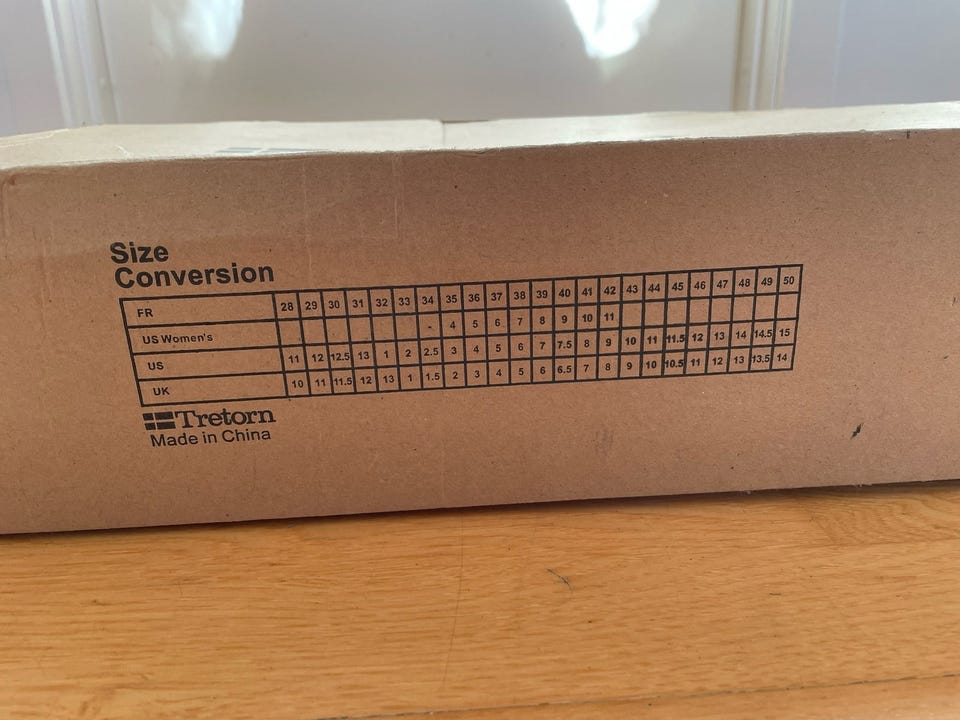 Size
Conversion
FR 28 29 30 31 32 33 34 35 36 37 38 39 40 41 42 43 44 45 46 47 48 49 50
US Women's - 4 5 6 7 8 9 10 11
US 11 12 12.5 13 1 2 2.5 3 4 5 6 7 7.5 8 9 10 11 11.5 12 13 14 14.5 15
UK 10 11 11.5 12 13 1 1.5 2 3 4 5 6 6.5 7 8 9 10 10.5 11 12 13 13.5 14
Tretorn
Made in China